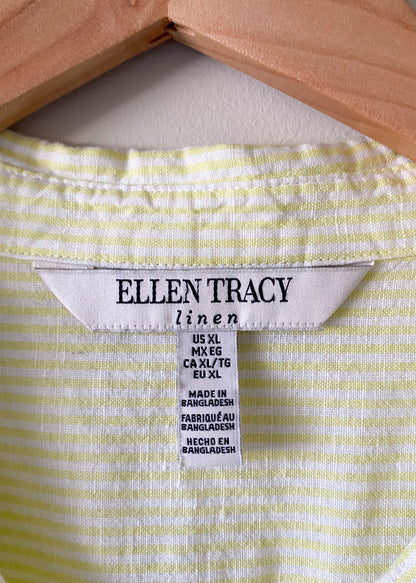 ELLEN TRACY
linen
US XL
MX EG
CA XL/TG
EU XL
MADE IN
BANGLADESH
FABRIQUÉ AU
BANGLADESH
HECHO EN
BANGLADESH